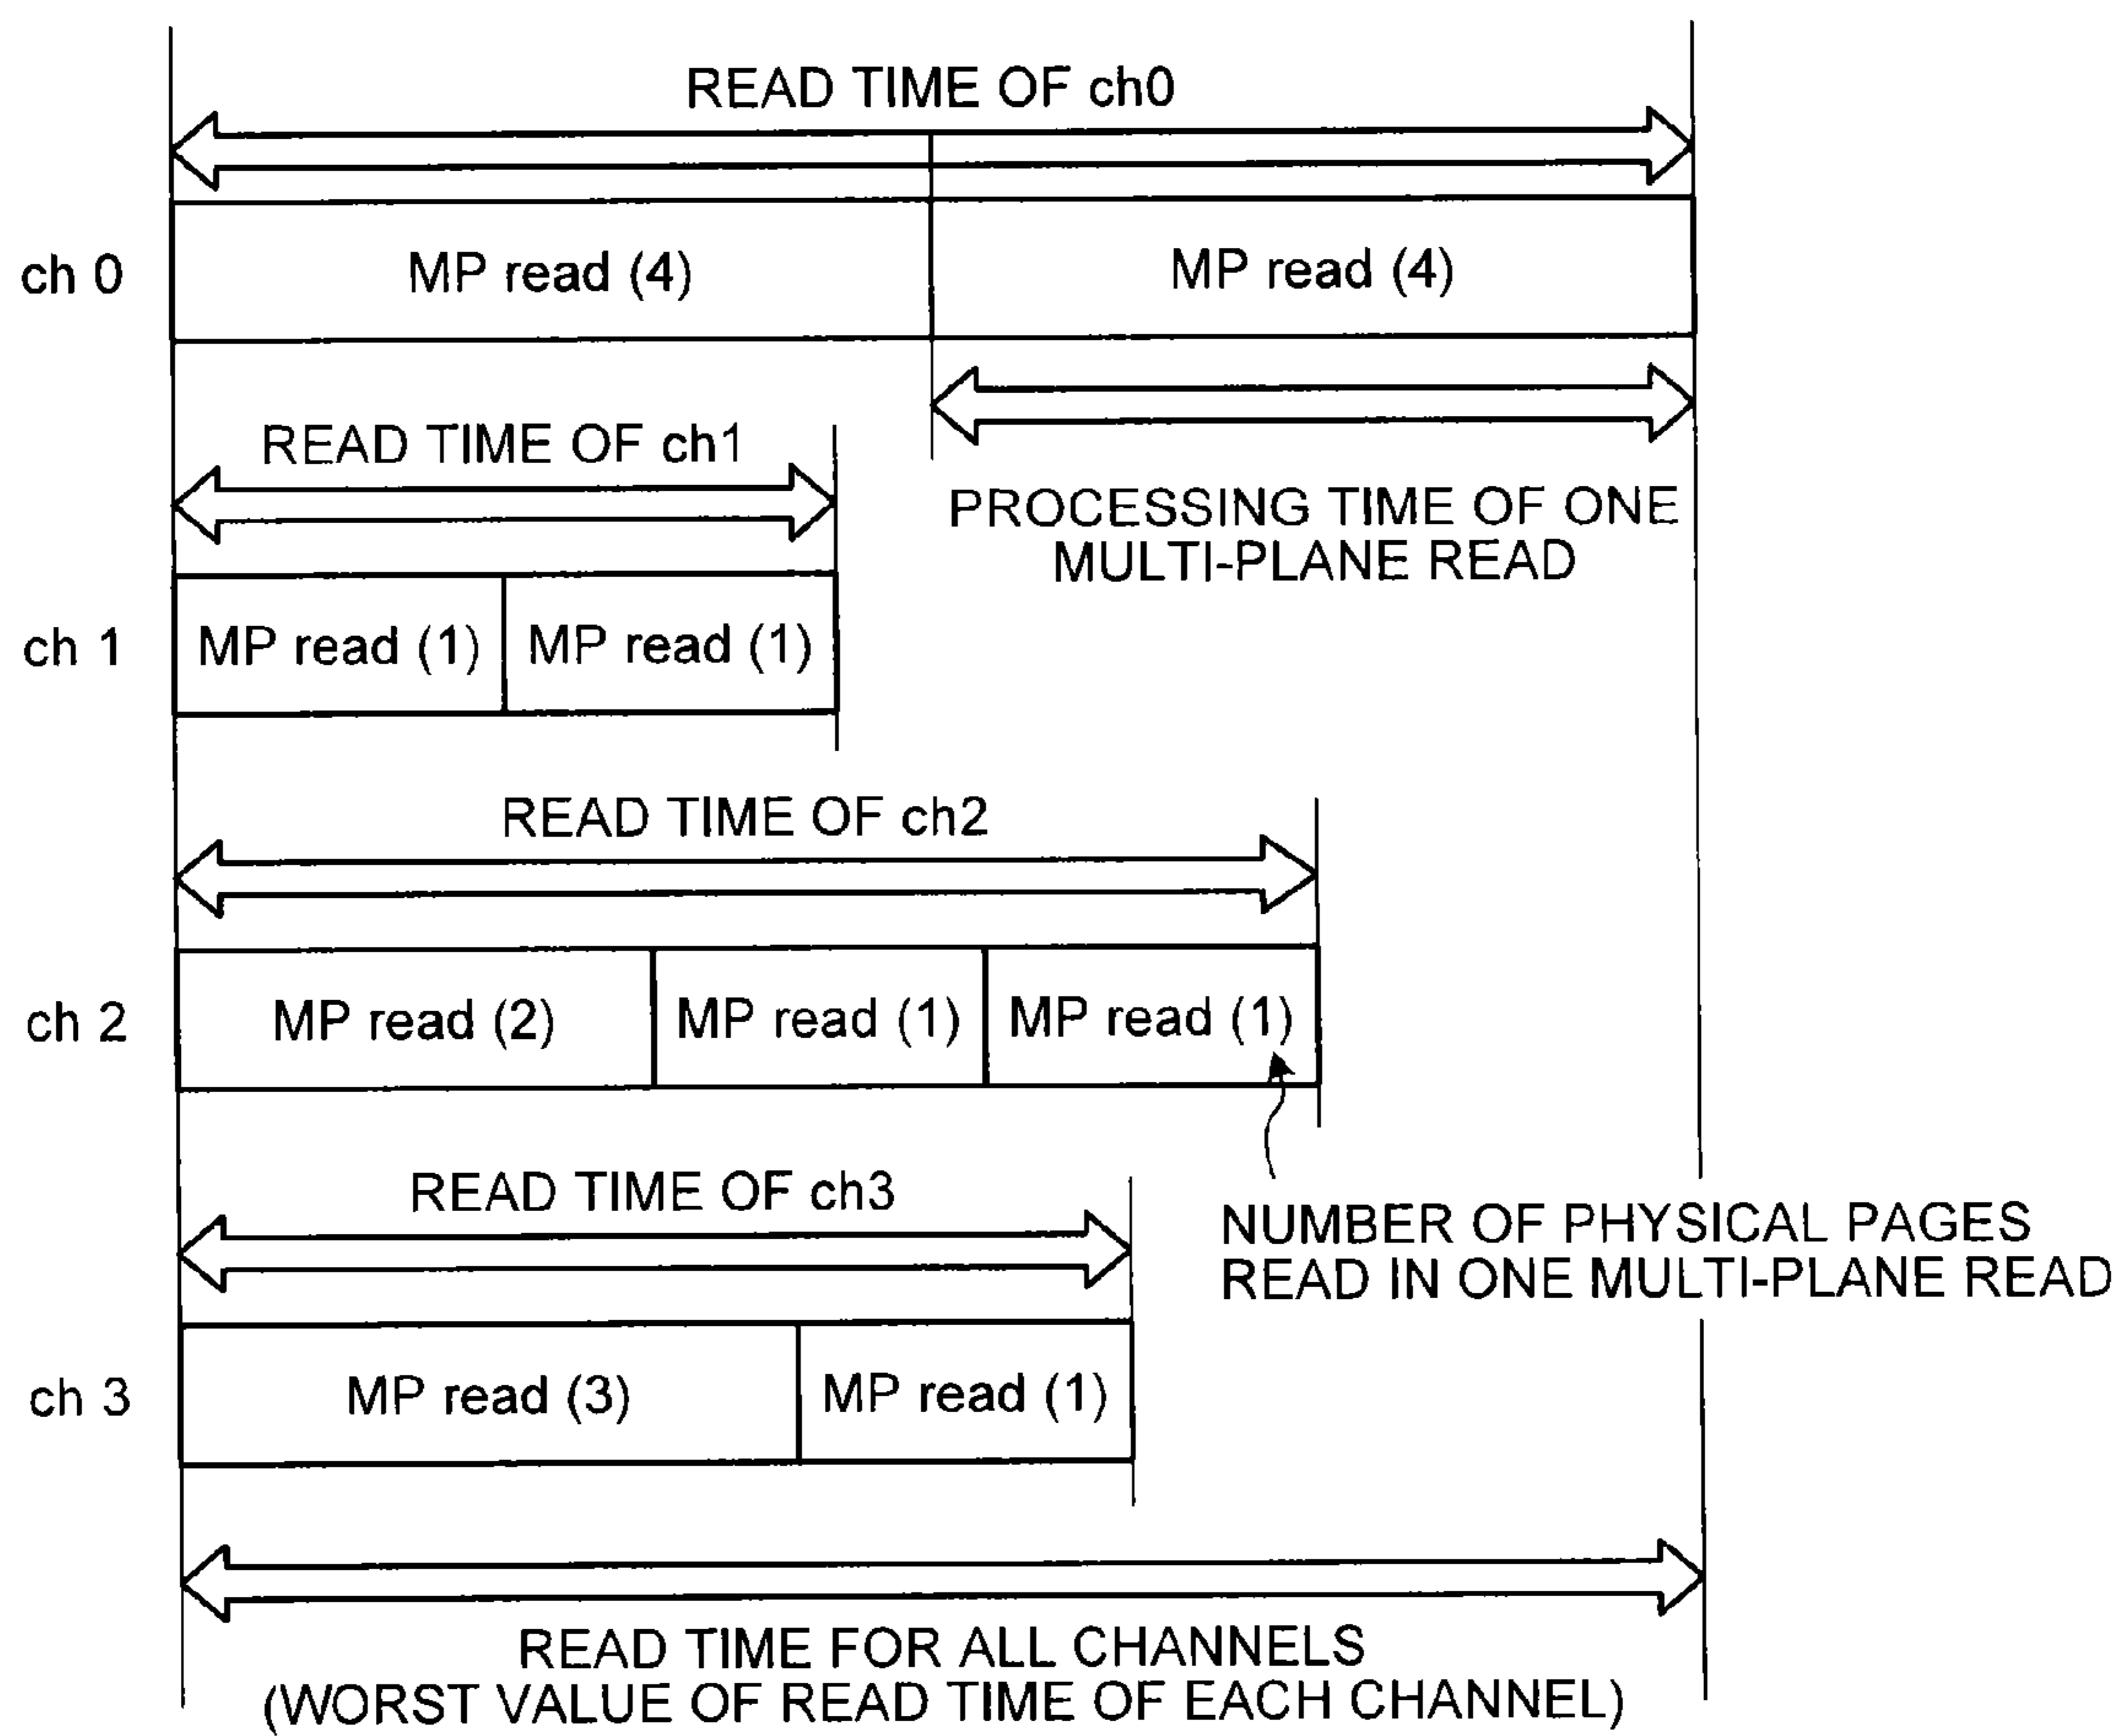 READ TIME OF ch0
ch 0
MP read (4)
MP read (4)
READ TIME OF ch1
PROCESSING TIME OF ONE
MULTI-PLANE READ
ch 1
MP read (1)
MP read (1)
READ TIME OF ch2
ch 2
MP read (2)
MP read (1)
MP read (1)
READ TIME OF ch3
NUMBER OF PHYSICAL PAGES
READ IN ONE MULTI-PLANE READ
ch 3
MP read (3)
MP read (1)
READ TIME FOR ALL CHANNELS
(WORST VALUE OF READ TIME OF EACH CHANNEL)